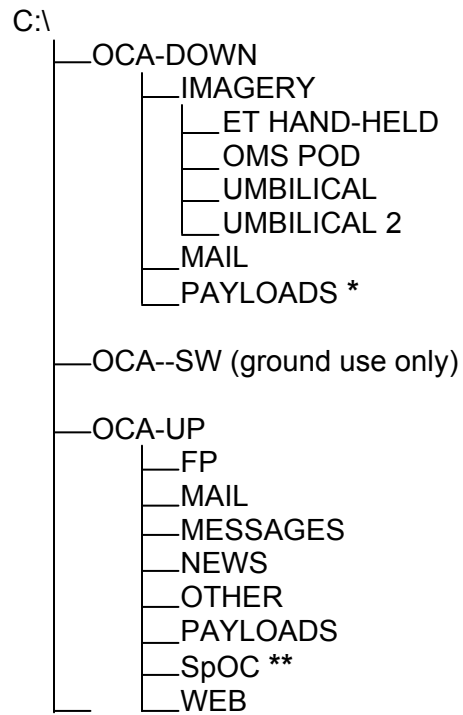 C:\
OCA-DOWN
IMAGERY
ET HAND-HELD
OMS POD
UMBILICAL
UMBILICAL 2
MAIL
PAYLOADS *
OCA--SW (ground use only)
OCA-UP
FP
MAIL
MESSAGES
NEWS
OTHER
PAYLOADS
SpOC **
WEB